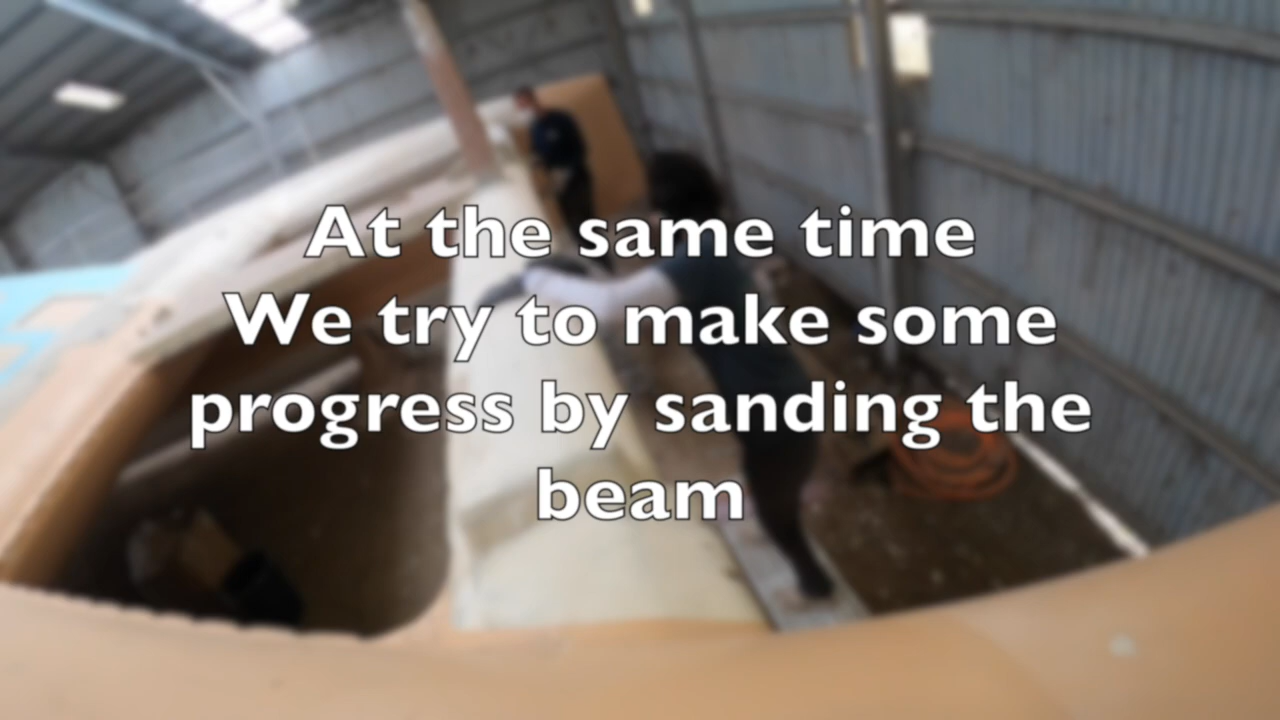 At the same time
We try to make some
progress by sanding the
beam